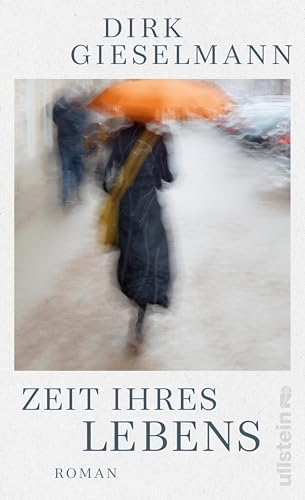 DIRK
GIESELMANN
ZEIT IHRES
LEBENS
ROMAN
ullstein